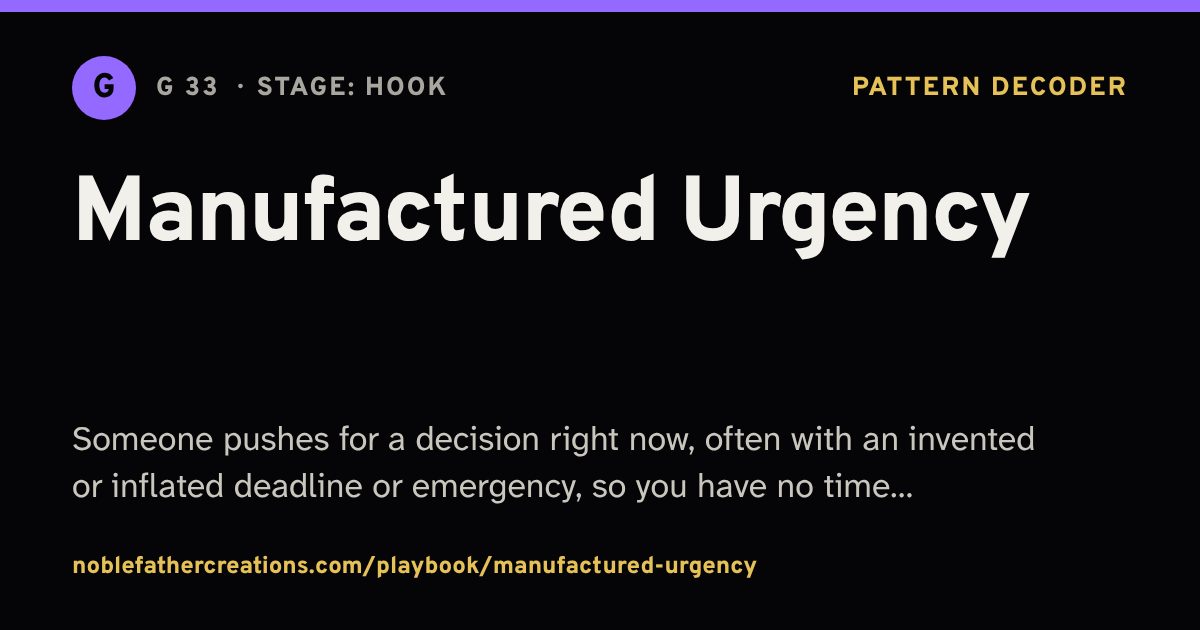 G G 33 · STAGE: HOOK PATTERN DECODER
Manufactured Urgency
Someone pushes for a decision right now, often with an invented
or inflated deadline or emergency, so you have no time...
noblefathercreations.com/playbook/manufactured-urgency